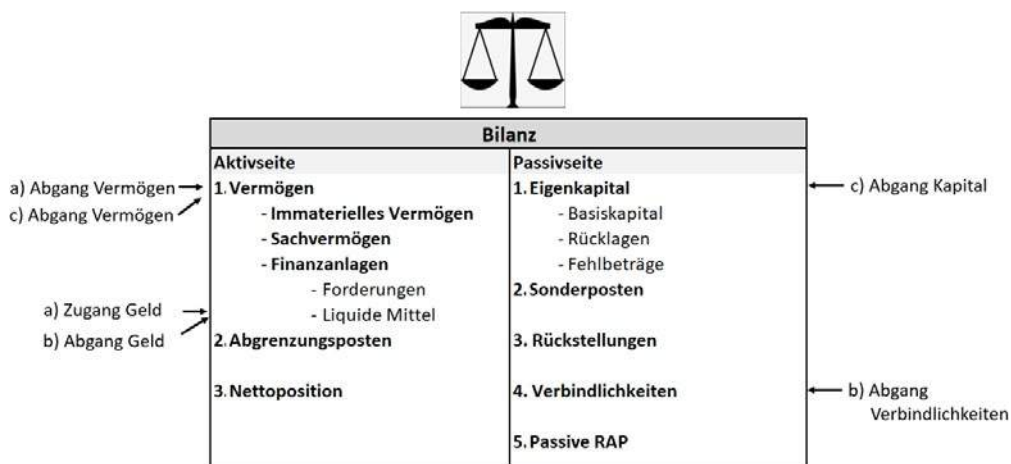 Bilanz
Aktivseite
Passivseite
a) Abgang Vermögen
c) Abgang Vermögen
1. Vermögen
- Immaterielles Vermögen
- Sachvermögen
- Finanzanlagen
- Forderungen
- Liquide Mittel
a) Zugang Geld
b) Abgang Geld
2. Abgrenzungsposten
3. Nettoposition
1. Eigenkapital
c) Abgang Kapital
- Basiskapital
- Rücklagen
- Fehlbeträge
2. Sonderposten
3. Rückstellungen
4. Verbindlichkeiten
b) Abgang
Verbindlichkeiten
5. Passive RAP